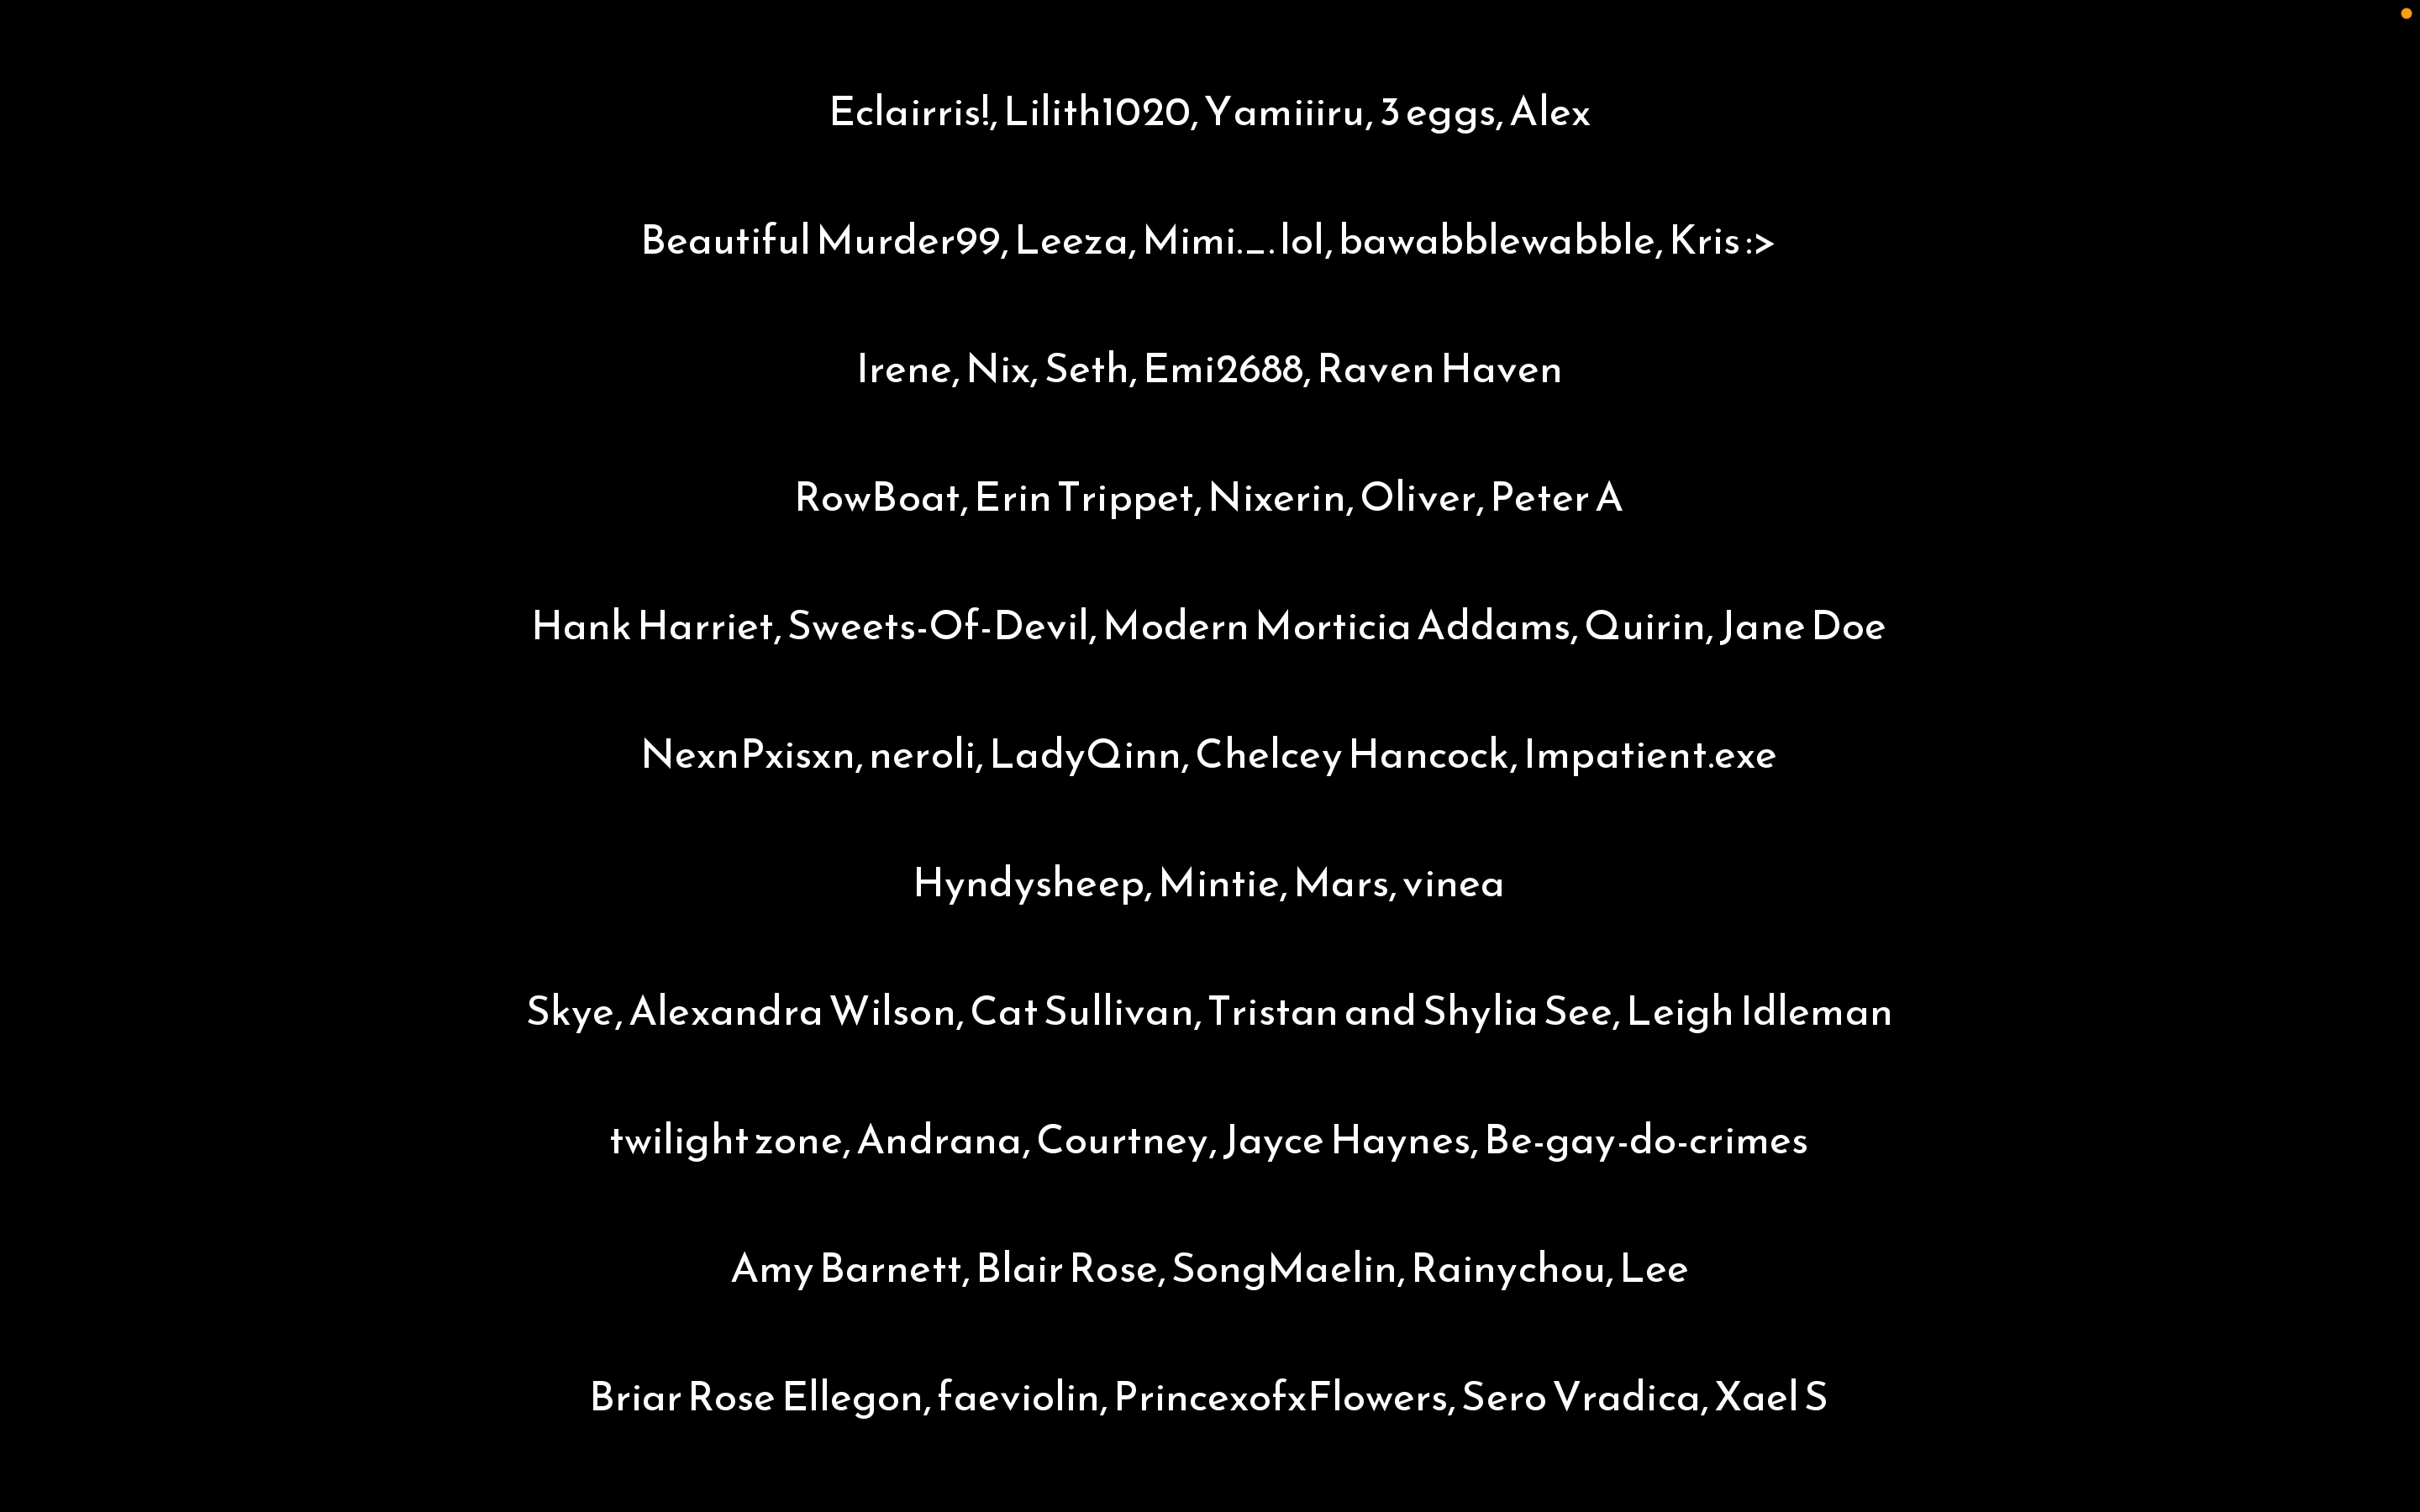 Eclairris!, Lilith1020, Yamiiiru, 3 eggs, Alex
Beautiful Murder99, Leeza, Mimi._. lol, bawabblewabble, Kris :>
Irene, Nix, Seth, Emi2688, Raven Haven
RowBoat, Erin Trippet, Nixerin, Oliver, Peter A
Hank Harriet, Sweets-Of-Devil, Modern Morticia Addams, Quirin, Jane Doe
NexnPxisxn, neroli, LadyQinn, Chelcey Hancock, Impatient.exe
Hyndysheep, Mintie, Mars, vinea
Skye, Alexandra Wilson, Cat Sullivan, Tristan and Shylia See, Leigh Idleman
twilight zone, Andrana, Courtney, Jayce Haynes, Be-gay-do-crimes
Amy Barnett, Blair Rose, SongMaelin, Rainychou, Lee
Briar Rose Ellegon, faeviolin, PrincexofxFlowers, Sero Vradica, Xael S